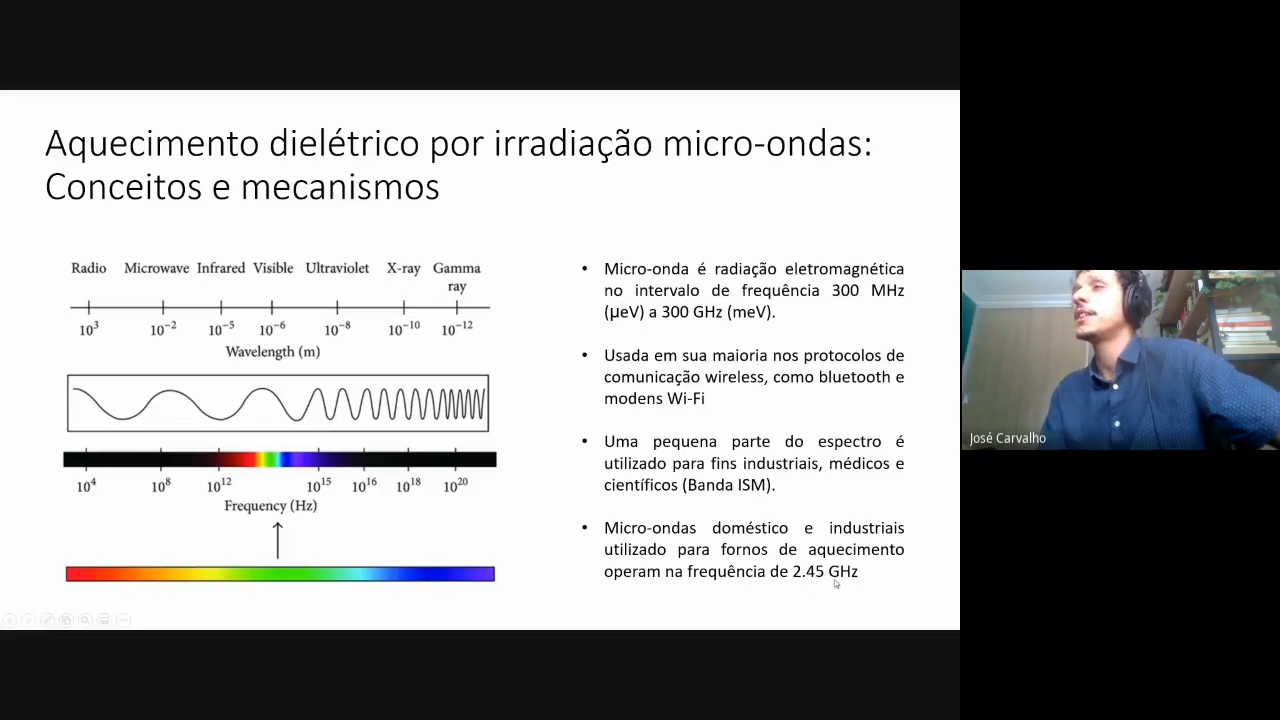 Aquecimento dielétrico por irradiação micro-ondas:
Conceitos e mecanismos
Radio Microwave Infrared Visible Ultraviolet X-ray Gamma
ray
10³ 10⁻² 10⁻⁵ 10⁻⁶ 10⁻⁸ 10⁻¹⁰ 10⁻¹²
Wavelength (m)
10⁴ 10⁸ 10¹² 10¹⁵ 10¹⁶ 10¹⁸ 10²⁰
Frequency (Hz)
• Micro-onda é radiação eletromagnética
no intervalo de frequência 300 MHz
(µeV) a 300 GHz (meV).
• Usada em sua maioria nos protocolos de
comunicação wireless, como bluetooth e
modens Wi-Fi
• Uma pequena parte do espectro é
utilizado para fins industriais, médicos e
científicos (Banda ISM).
• Micro-ondas doméstico e industriais
utilizado para fornos de aquecimento
operam na frequência de 2.45 GHz
José Carvalho